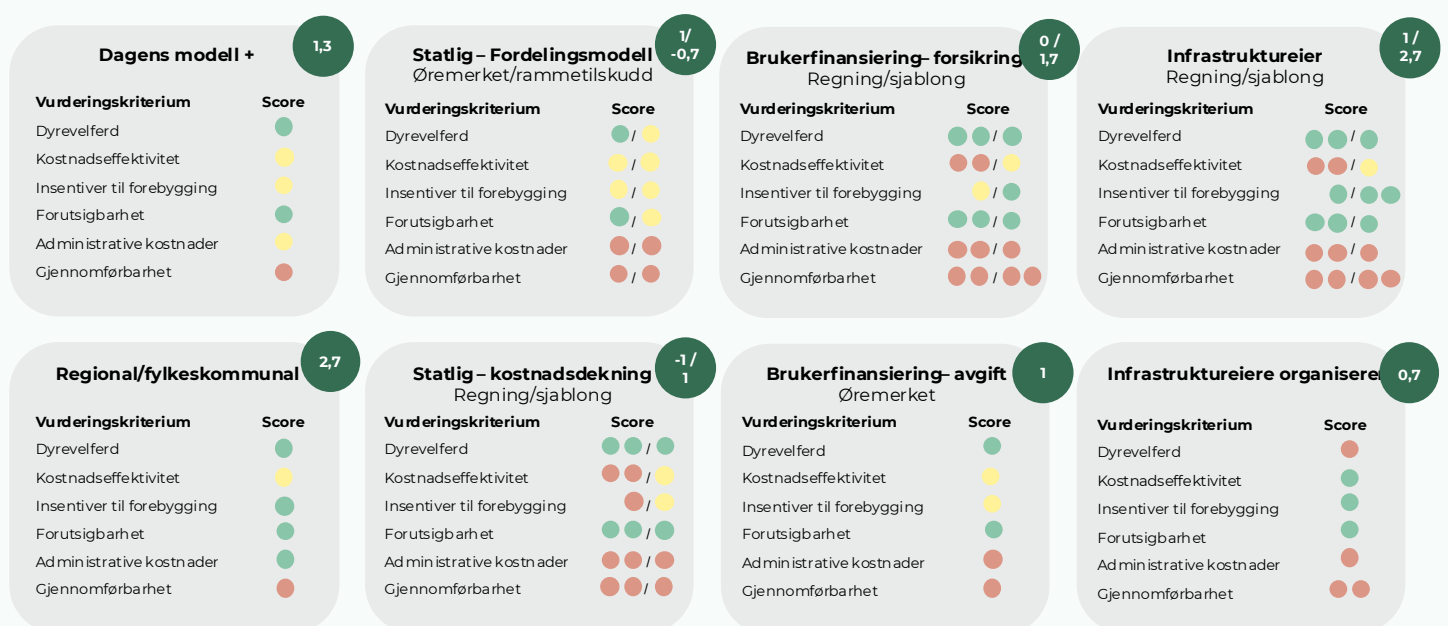 Dagens modell +
1,3
Vurderingskriterium Score
Dyrevelferd
Kostnadseffektivitet
Insentiver til forebygging
Forutsigbarhet
Administrative kostnader
Gjennomførbarhet
Statlig – Fordelingsmodell
Øremerket/rammetilskudd
1/
-0,7
Vurderingskriterium Score
Dyrevelferd /
Kostnadseffektivitet /
Insentiver til forebygging /
Forutsigbarhet /
Administrative kostnader /
Gjennomførbarhet /
Brukerfinansiering– forsikring
Regning/sjablong
0 /
1,7
Vurderingskriterium Score
Dyrevelferd /
Kostnadseffektivitet /
Insentiver til forebygging /
Forutsigbarhet /
Administrative kostnader /
Gjennomførbarhet /
Infrastruktureier
Regning/sjablong
1 /
2,7
Vurderingskriterium Score
Dyrevelferd /
Kostnadseffektivitet /
Insentiver til forebygging /
Forutsigbarhet /
Administrative kostnader /
Gjennomførbarhet /
Regional/fylkeskommunal
2,7
Vurderingskriterium Score
Dyrevelferd
Kostnadseffektivitet
Insentiver til forebygging
Forutsigbarhet
Administrative kostnader
Gjennomførbarhet
Statlig – kostnadsdekning
Regning/sjablong
-1 /
1
Vurderingskriterium Score
Dyrevelferd /
Kostnadseffektivitet /
Insentiver til forebygging /
Forutsigbarhet /
Administrative kostnader /
Gjennomførbarhet /
Brukerfinansiering– avgift
Øremerket
1
Vurderingskriterium Score
Dyrevelferd
Kostnadseffektivitet
Insentiver til forebygging
Forutsigbarhet
Administrative kostnader
Gjennomførbarhet
Infrastruktureiere organiserer
0,7
Vurderingskriterium Score
Dyrevelferd
Kostnadseffektivitet
Insentiver til forebygging
Forutsigbarhet
Administrative kostnader
Gjennomførbarhet